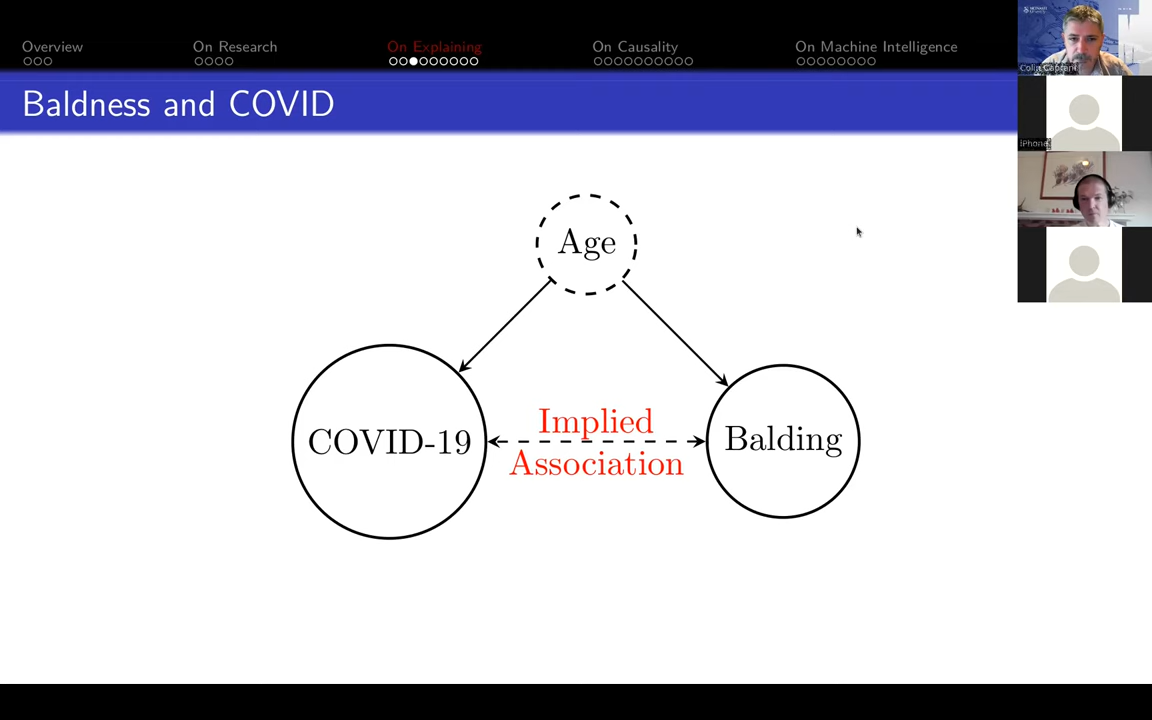 Overview
On Research
On Explaining
On Causality
On Machine Intelligence
Baldness and COVID
Age
COVID-19
Implied
Association
Balding
Colin Caprani
iPhone